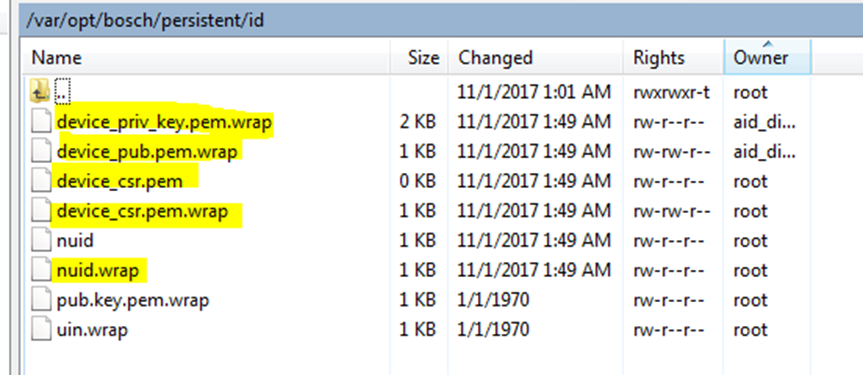 /var/opt/bosch/persistent/id
Name Size Changed Rights Owner
.. 11/1/2017 1:01 AM rwxrwxr-t root
device_priv_key.pem.wrap 2 KB 11/1/2017 1:49 AM rw-r--r-- aid_di...
device_pub.pem.wrap 1 KB 11/1/2017 1:49 AM rw-rw-r-- aid_di...
device_csr.pem 0 KB 11/1/2017 1:49 AM rw-r--r-- root
device_csr.pem.wrap 1 KB 11/1/2017 1:49 AM rw-rw-r-- root
nuid 1 KB 11/1/2017 1:49 AM rw-r--r-- root
nuid.wrap 1 KB 11/1/2017 1:49 AM rw-r--r-- root
pub.key.pem.wrap 1 KB 1/1/1970 rw-r--r-- root
uin.wrap 1 KB 1/1/1970 rw-r--r-- root